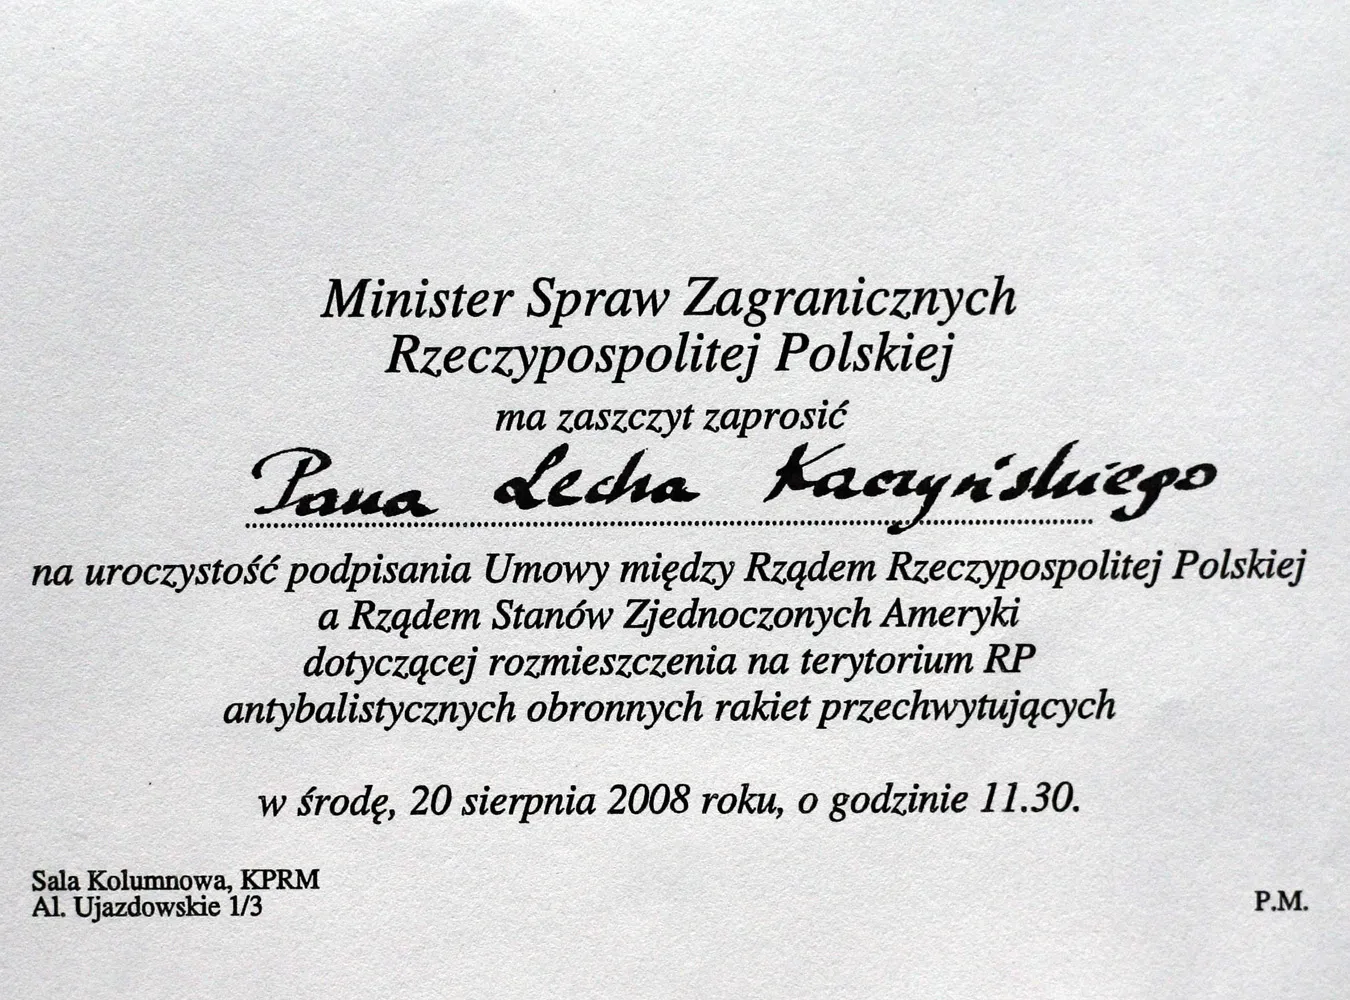 Minister Spraw Zagranicznych
Rzeczypospolitej Polskiej
ma zaszczyt zaprosić
Pana Lecha Kaczyńskiego
na uroczystość podpisania Umowy między Rządem Rzeczypospolitej Polskiej
a Rządem Stanów Zjednoczonych Ameryki
dotyczącej rozmieszczenia na terytorium RP
antybalistycznych obronnych rakiet przechwytujących
w środę, 20 sierpnia 2008 roku, o godzinie 11.30.
Sala Kolumnowa, KPRM
Al. Ujazdowskie 1/3
P.M.